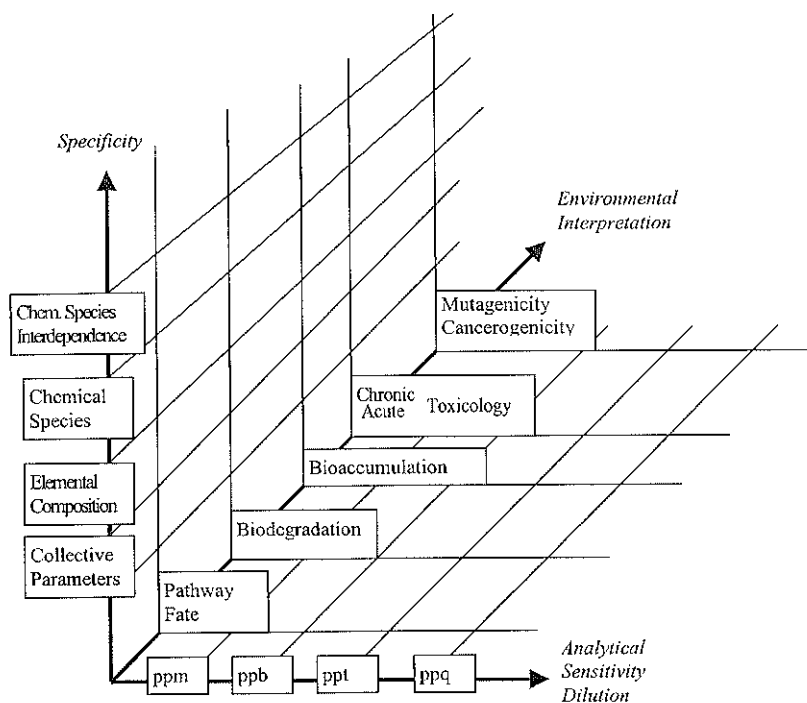 Specificity
Environmental
Interpretation
Chem. Species
Interdependence
Mutagenicity
Cancerogenicity
Chemical
Species
Chronic
Acute Toxicology
Elemental
Composition
Bioaccumulation
Collective
Parameters
Biodegradation
Pathway
Fate
ppm
ppb
ppt
ppq
Analytical
Sensitivity
Dilution